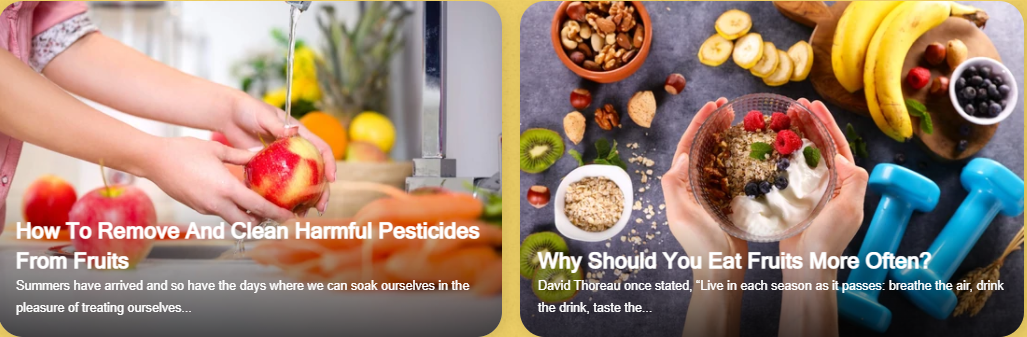 How To Remove And Clean Harmful Pesticides
From Fruits
Summers have arrived and so have the days where we can soak ourselves in the
pleasure of treating ourselves...
Why Should You Eat Fruits More Often?
David Thoreau once stated, "Live in each season as it passes: breathe the air, drink
the drink, taste the...